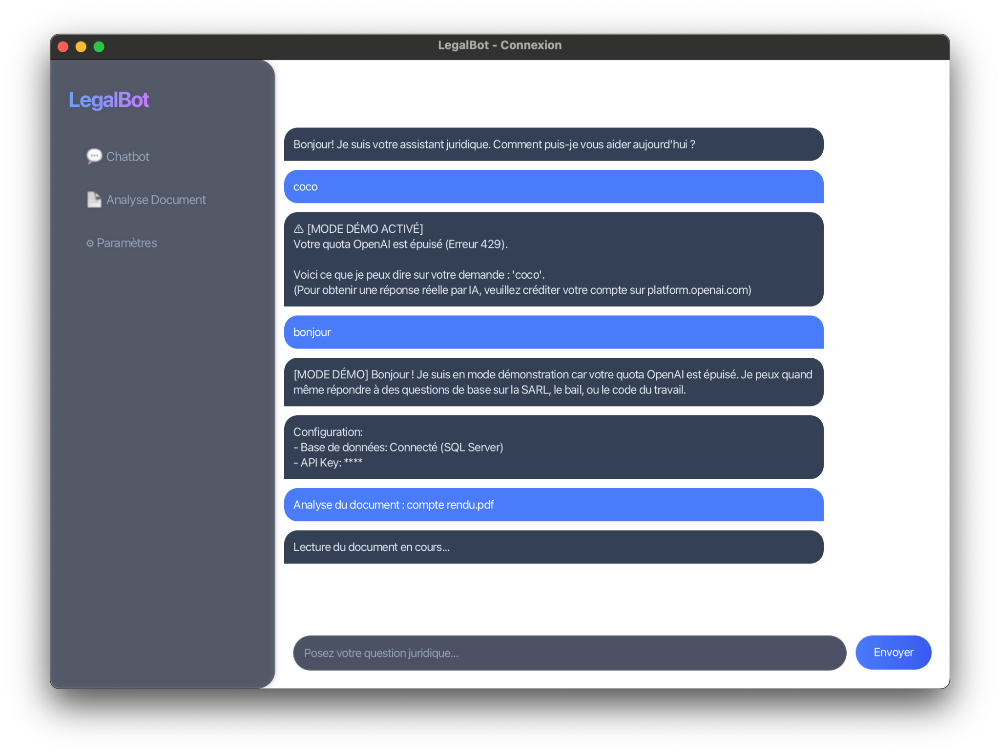 LegalBot - Connexion
LegalBot
💬 Chatbot
📄 Analyse Document
⚙ Paramètres
Bonjour! Je suis votre assistant juridique. Comment puis-je vous aider aujourd'hui ?
coco
⚠ [MODE DÉMO ACTIVÉ]
Votre quota OpenAI est épuisé (Erreur 429).
Voici ce que je peux dire sur votre demande : 'coco'.
(Pour obtenir une réponse réelle par IA, veuillez créditer votre compte sur platform.openai.com)
bonjour
[MODE DÉMO] Bonjour ! Je suis en mode démonstration car votre quota OpenAI est épuisé. Je peux quand
même répondre à des questions de base sur la SARL, le bail, ou le code du travail.
Configuration:
- Base de données: Connecté (SQL Server)
- API Key: ****
Analyse du document : compte rendu.pdf
Lecture du document en cours...
Posez votre question juridique...
Envoyer